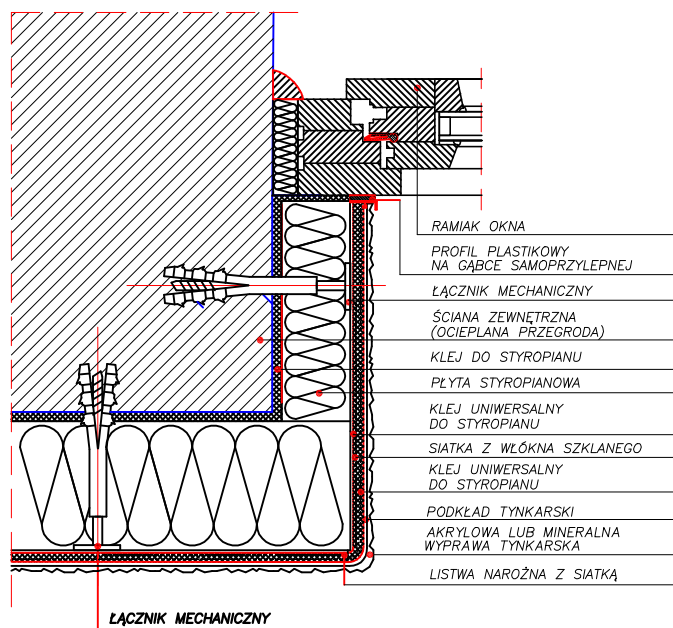 RAMIAK OKNA
PROFIL PLASTIKOWY
NA GĄBCE SAMOPRZYLEPNEJ
ŁĄCZNIK MECHANICZNY
ŚCIANA ZEWNĘTRZNA
(OCIEPLANA PRZEGRODA)
KLEJ DO STYROPIANU
PŁYTA STYROPIANOWA
KLEJ UNIWERSALNY
DO STYROPIANU
SIATKA Z WŁÓKNA SZKLANEGO
KLEJ UNIWERSALNY
DO STYROPIANU
PODKŁAD TYNKARSKI
AKRYLOWA LUB MINERALNA
WYPRAWA TYNKARSKA
LISTWA NAROŻNA Z SIATKĄ
ŁĄCZNIK MECHANICZNY